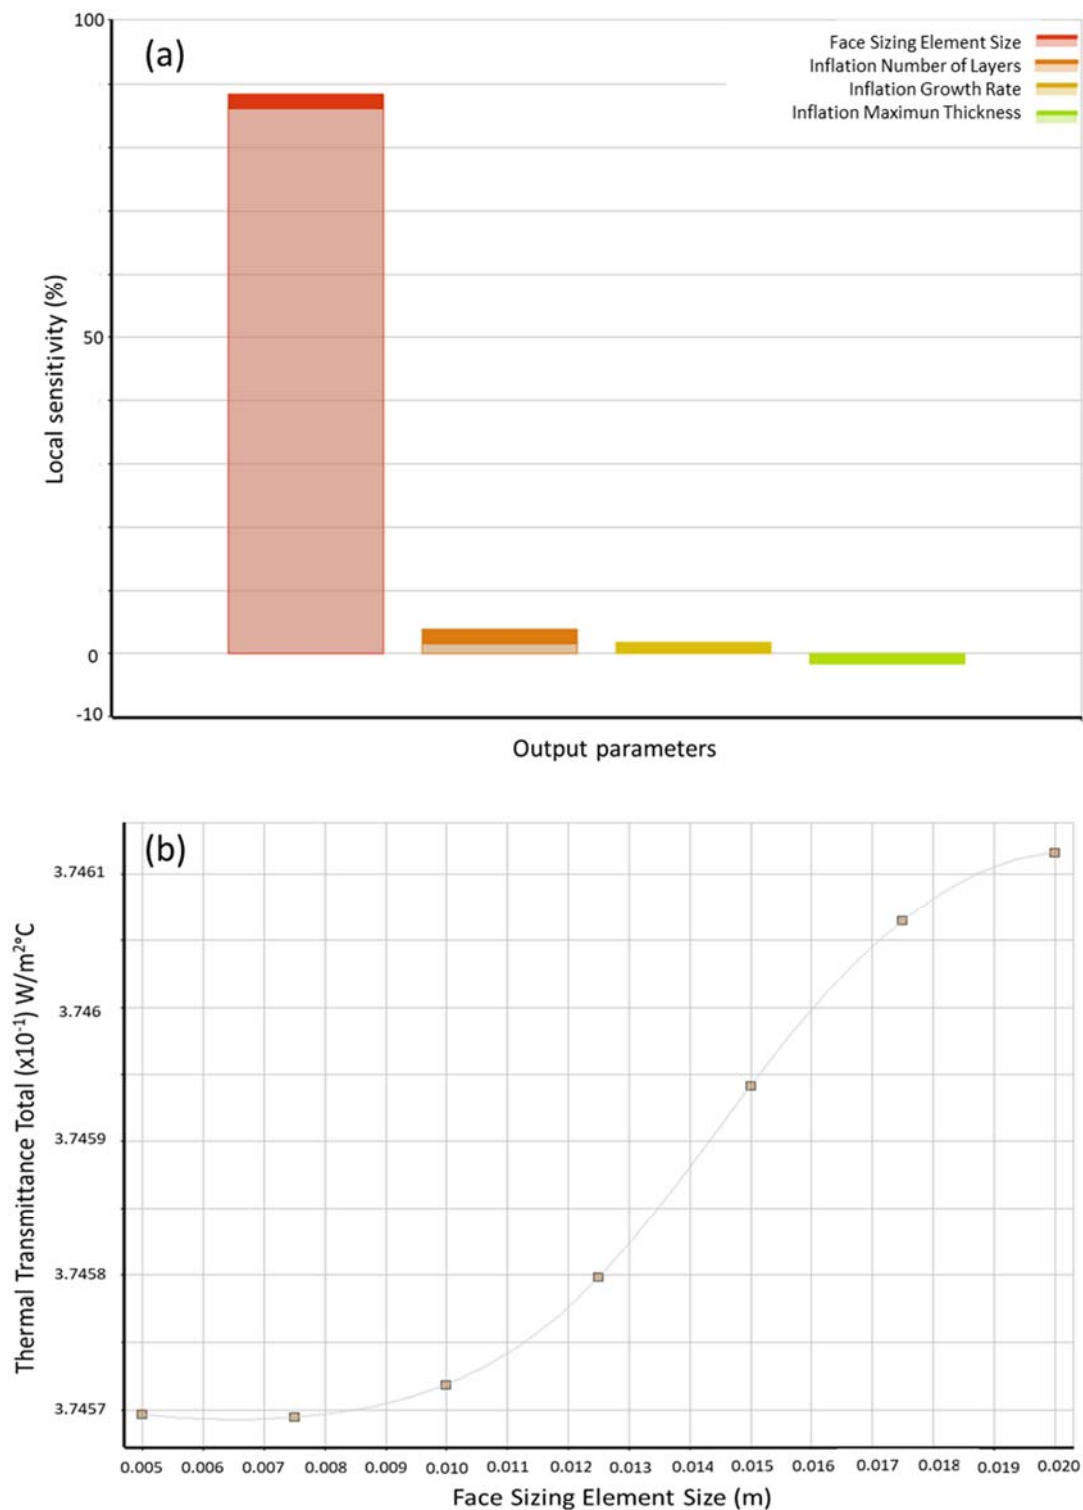 100
(a)
Face Sizing Element Size
Inflation Number of Layers
Inflation Growth Rate
Inflation Maximun Thickness
Local sensitivity (%)
50
0
-10
Output parameters
(b)
3.7461
Thermal Transmittance Total (x10⁻¹) W/m²°C
3.746
3.7459
3.7458
3.7457
0.005 0.006 0.007 0.008 0.009 0.010 0.011 0.012 0.013 0.014 0.015 0.016 0.017 0.018 0.019 0.020
Face Sizing Element Size (m)